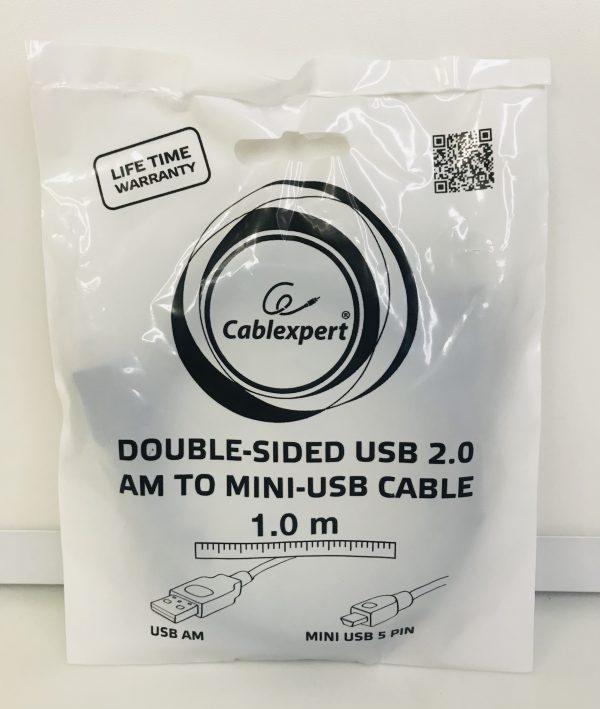 LIFE TIME
WARRANTY
Cablexpert®
DOUBLE-SIDED USB 2.0
AM TO MINI-USB CABLE
1.0 m
USB AM
MINI USB 5 PIN